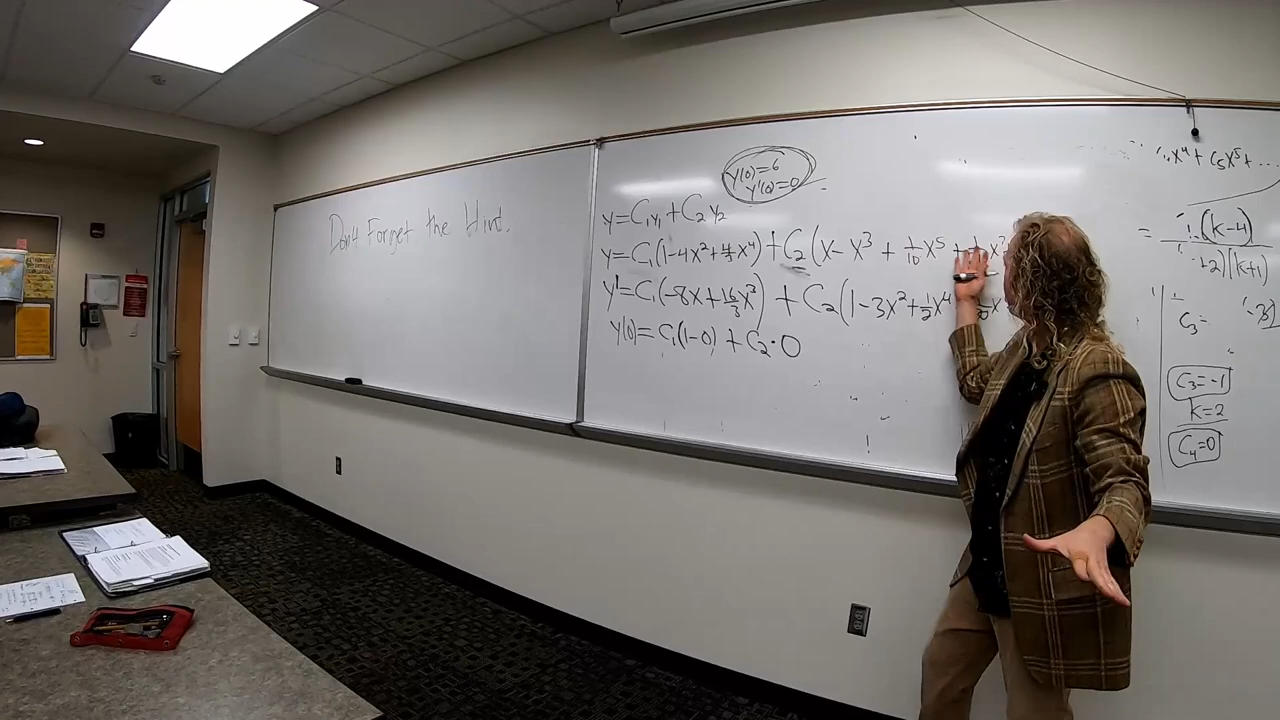 Don't Forget the Hint.
y(0)=6
y'(0)=0
y=C₁y₁+C₂y₂
y=C₁(1-4x²+4/3x⁴)+C₂(x-x³+1/10x⁵+
y'=C₁(-8x+16/3x³)+C₂(1-3x²+1/2x⁴
y(0)=C₁(1-0)+C₂·0
x⁴+C₅x⁵+...
(k-4)
+2)(k+1)
C₃=
C₃=-1
k=2
C₄=0